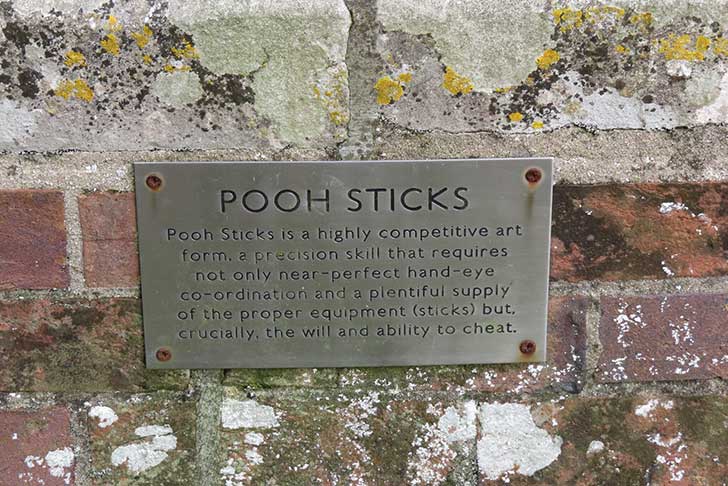 POOH STICKS
Pooh Sticks is a highly competitive art
form, a precision skill that requires
not only near-perfect hand-eye
co-ordination and a plentiful supply
of the proper equipment (sticks) but,
crucially, the will and ability to cheat.